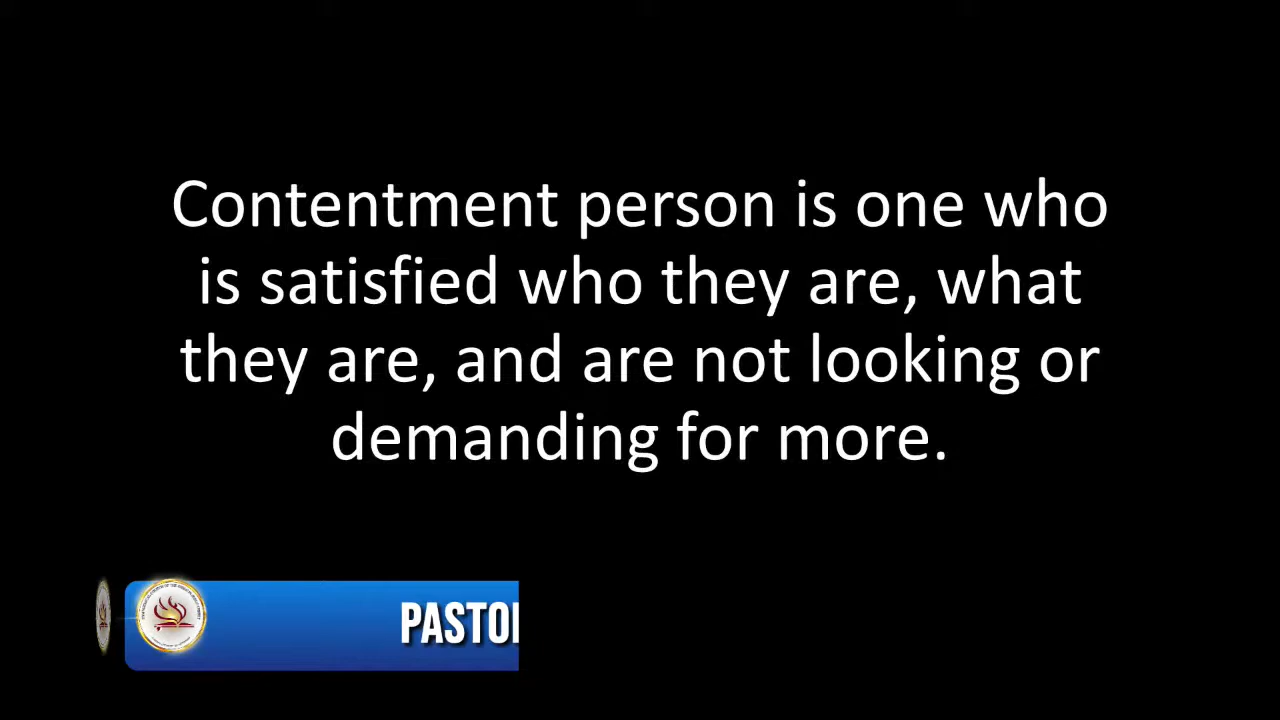 Contentment person is one who
is satisfied who they are, what
they are, and are not looking or
demanding for more.